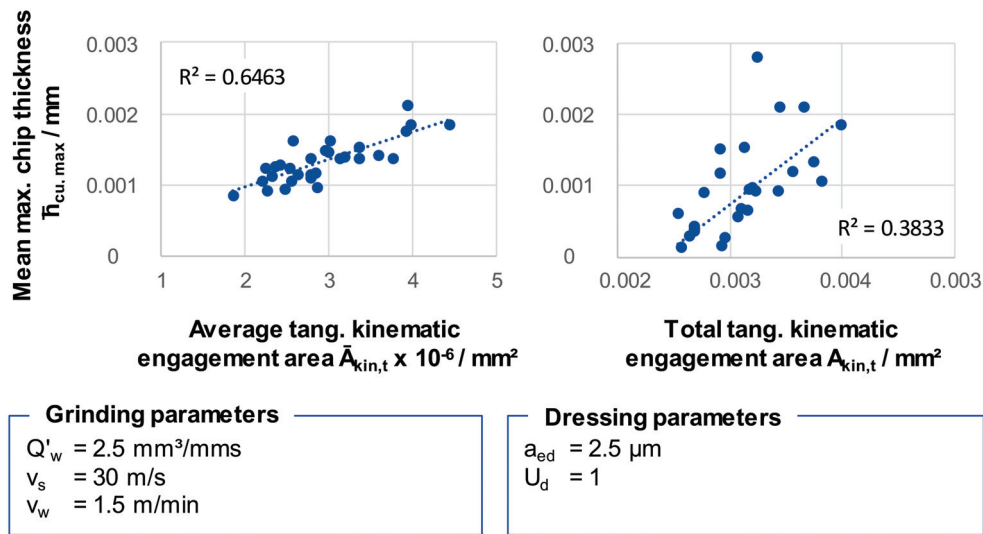 Mean max. chip thickness
h̄cu, max / mm
0.003
0.002
0.001
0
R² = 0.6463
1 2 3 4 5
Average tang. kinematic
engagement area Ākin,t x 10-6 / mm²
0.003
0.002
0.001
0
R² = 0.3833
0.002 0.003 0.004 0.003
Total tang. kinematic
engagement area Akin,t / mm²
Grinding parameters
Q'w = 2.5 mm³/mms
vs = 30 m/s
vw = 1.5 m/min
Dressing parameters
aed = 2.5 µm
Ud = 1